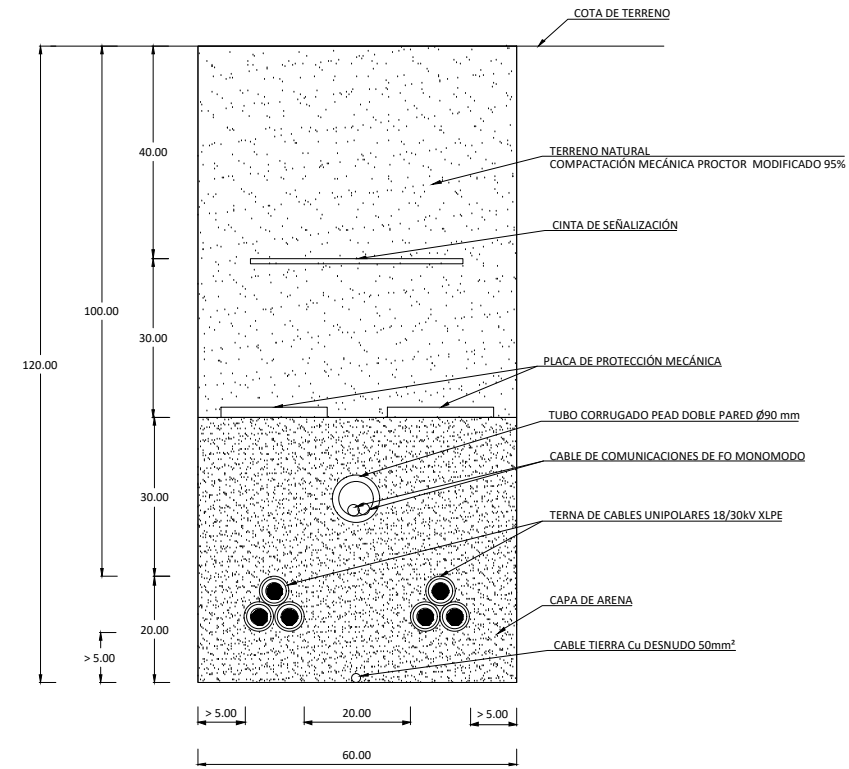 COTA DE TERRENO
40.00
TERRENO NATURAL
COMPACTACIÓN MECÁNICA PROCTOR MODIFICADO 95%
CINTA DE SEÑALIZACIÓN
100.00
30.00
120.00
PLACA DE PROTECCIÓN MECÁNICA
TUBO CORRUGADO PEAD DOBLE PARED Ø90 mm
CABLE DE COMUNICACIONES DE FO MONOMODO
30.00
TERNA DE CABLES UNIPOLARES 18/30kV XLPE
CAPA DE ARENA
20.00
CABLE TIERRA Cu DESNUDO 50mm²
> 5.00
> 5.00
20.00
> 5.00
60.00